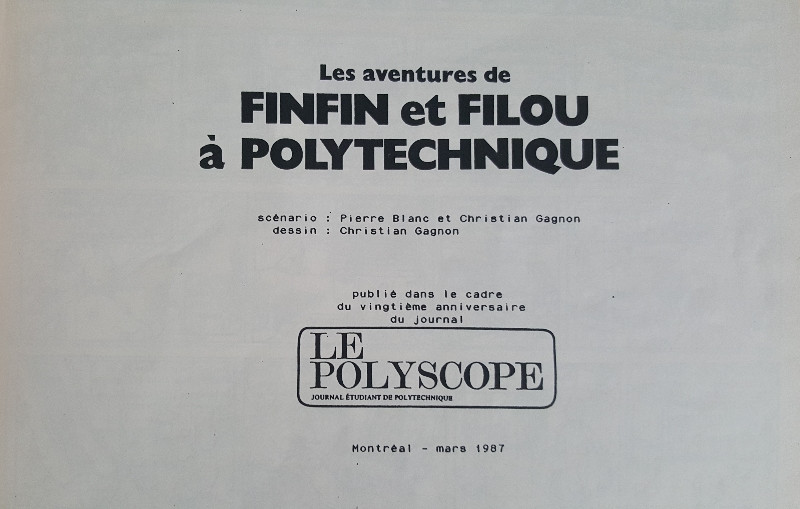 Les aventures de
FINFIN et FILOU
à POLYTECHNIQUE
scénario : Pierre Blanc et Christian Gagnon
dessin : Christian Gagnon
publié dans le cadre
du vingtième anniversaire
du journal
LE
POLYSCOPE
JOURNAL ÉTUDIANT DE POLYTECHNIQUE
Montréal - mars 1987